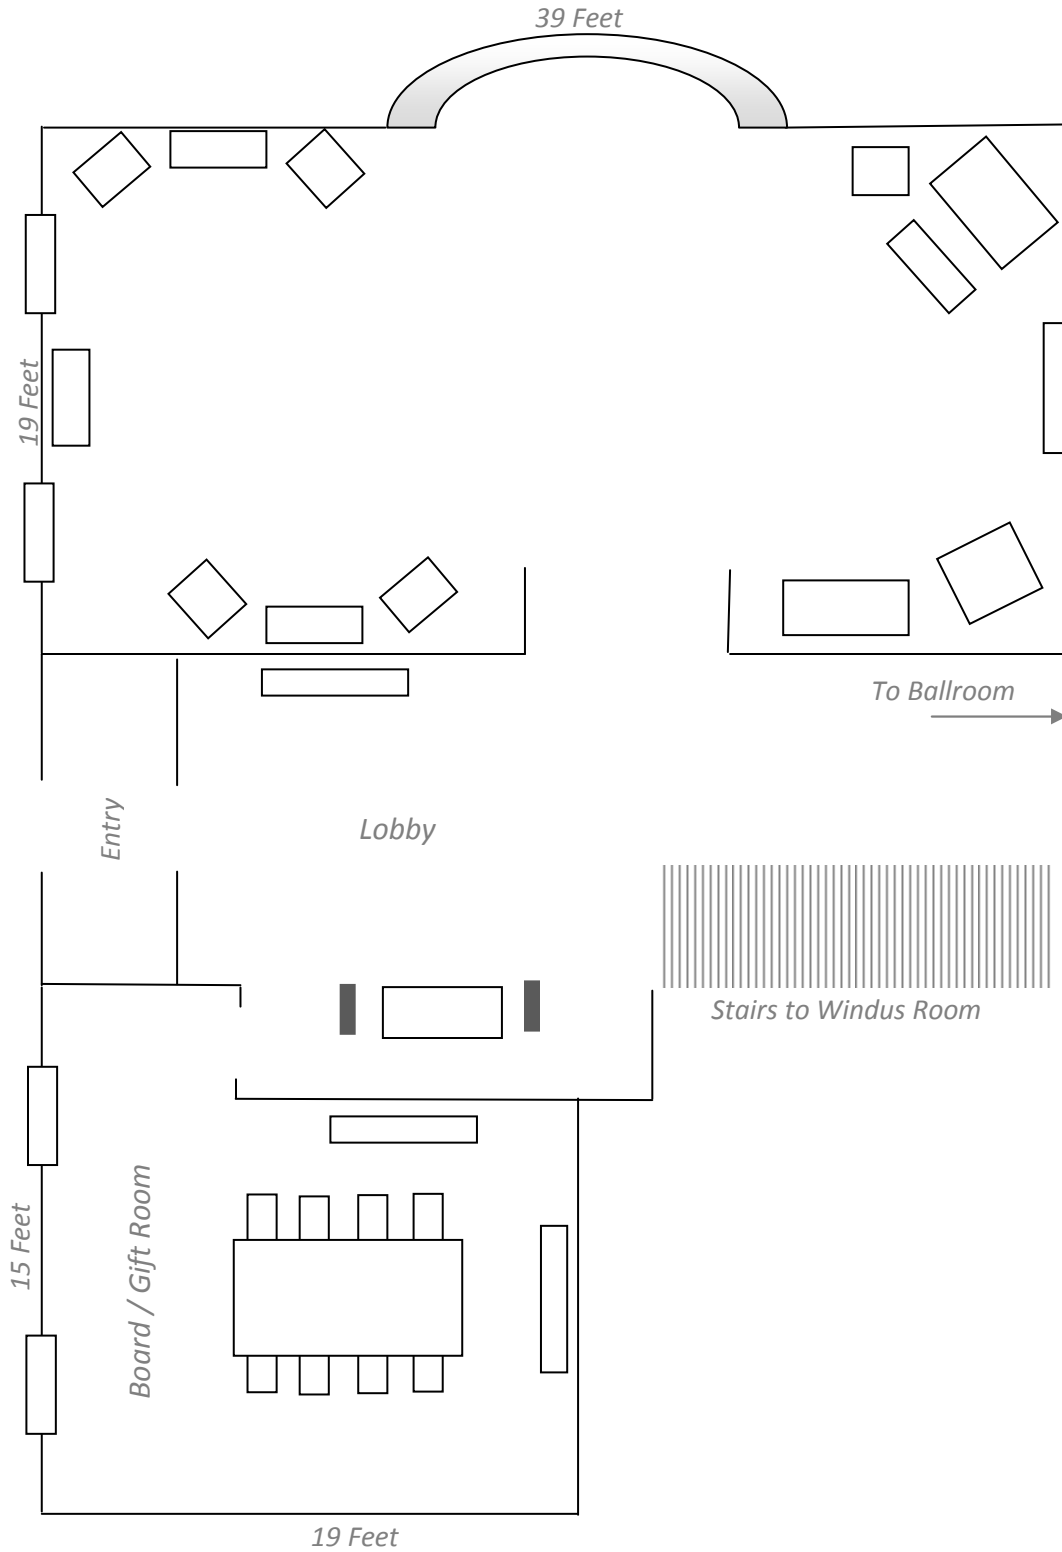 39 Feet
19 Feet
To Ballroom
Entry
Lobby
Stairs to Windus Room
Board / Gift Room
15 Feet
19 Feet